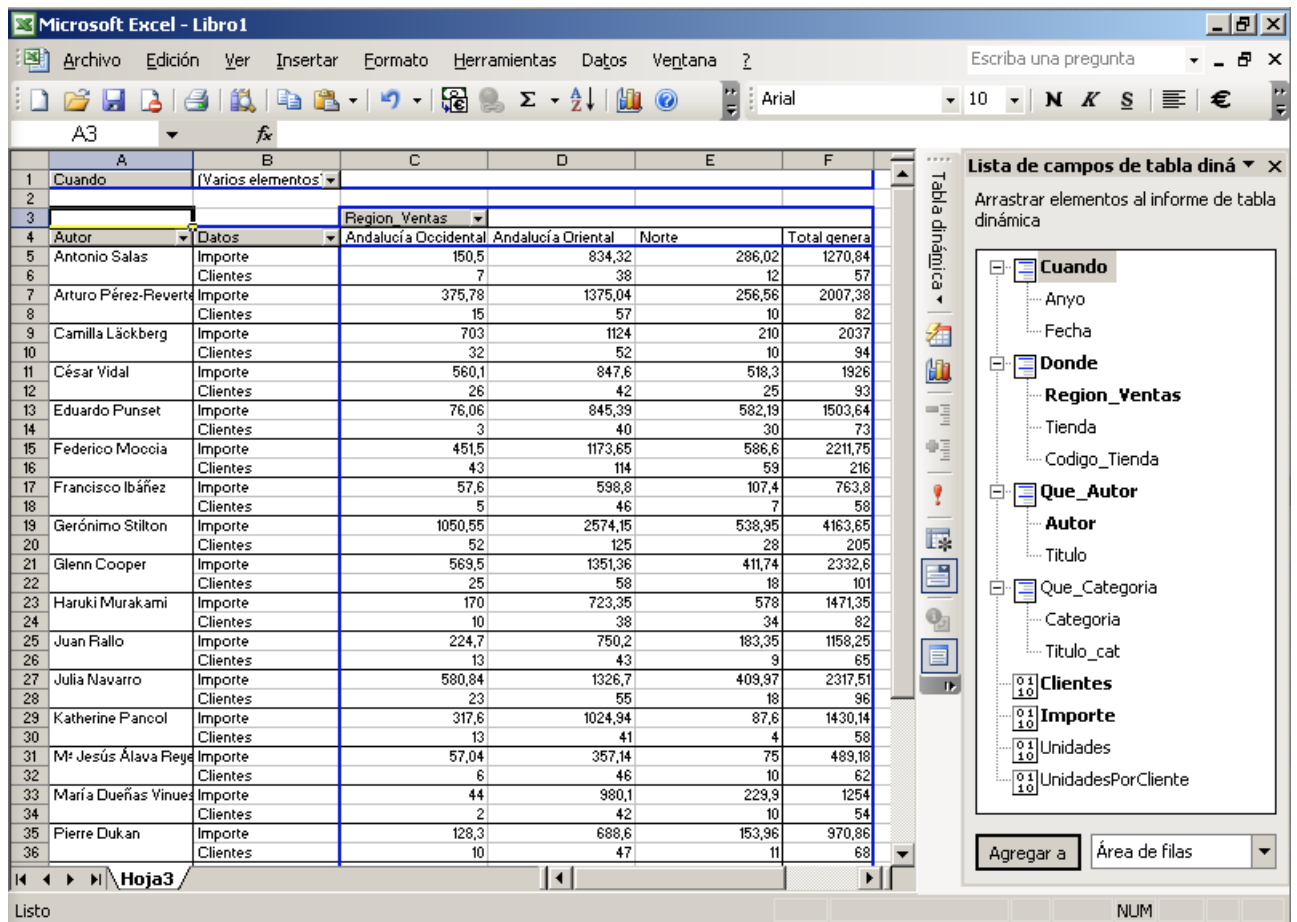 Microsoft Excel - Libro1
Archivo Edición Ver Insertar Formato Herramientas Datos Ventana ? Escriba una pregunta
Arial 10 N K S €
A3 fx
A B C D E F
1 Cuando (Varios elementos)
2
3 Region_Ventas
4 Autor Datos Andalucía Occidental Andalucía Oriental Norte Total genera
5 Antonio Salas Importe 150,5 834,32 286,02 1270,84
6 Clientes 7 38 12 57
7 Arturo Pérez-Reverte Importe 375,78 1375,04 256,56 2007,38
8 Clientes 15 57 10 82
9 Camilla Läckberg Importe 703 1124 210 2037
10 Clientes 32 52 10 94
11 César Vidal Importe 560,1 847,6 518,3 1926
12 Clientes 26 42 25 93
13 Eduardo Punset Importe 76,06 845,39 582,19 1503,64
14 Clientes 3 40 30 73
15 Federico Moccia Importe 451,5 1173,65 586,6 2211,75
16 Clientes 43 114 59 216
17 Francisco Ibáñez Importe 57,6 598,8 107,4 763,8
18 Clientes 5 46 7 58
19 Gerónimo Stilton Importe 1050,55 2574,15 538,95 4163,65
20 Clientes 52 125 28 205
21 Glenn Cooper Importe 569,5 1351,36 411,74 2332,6
22 Clientes 25 58 18 101
23 Haruki Murakami Importe 170 723,35 578 1471,35
24 Clientes 10 38 34 82
25 Juan Rallo Importe 224,7 750,2 183,35 1158,25
26 Clientes 13 43 9 65
27 Julia Navarro Importe 580,84 1326,7 409,97 2317,51
28 Clientes 23 55 18 96
29 Katherine Pancol Importe 317,6 1024,94 87,6 1430,14
30 Clientes 13 41 4 58
31 Mª Jesús Álava Reye Importe 57,04 357,14 75 489,18
32 Clientes 6 46 10 62
33 María Dueñas Vinues Importe 44 980,1 229,9 1254
34 Clientes 2 42 10 54
35 Pierre Dukan Importe 128,3 688,6 153,96 970,86
36 Clientes 10 47 11 68
Hoja3
Listo NUM
Tabla dinámica
Lista de campos de tabla diná
Arrastrar elementos al informe de tabla
dinámica
Cuando
Anyo
Fecha
Donde
Region_Ventas
Tienda
Codigo_Tienda
Que_Autor
Autor
Titulo
Que_Categoria
Categoria
Titulo_cat
Clientes
Importe
Unidades
UnidadesPorCliente
Agregar a Área de filas